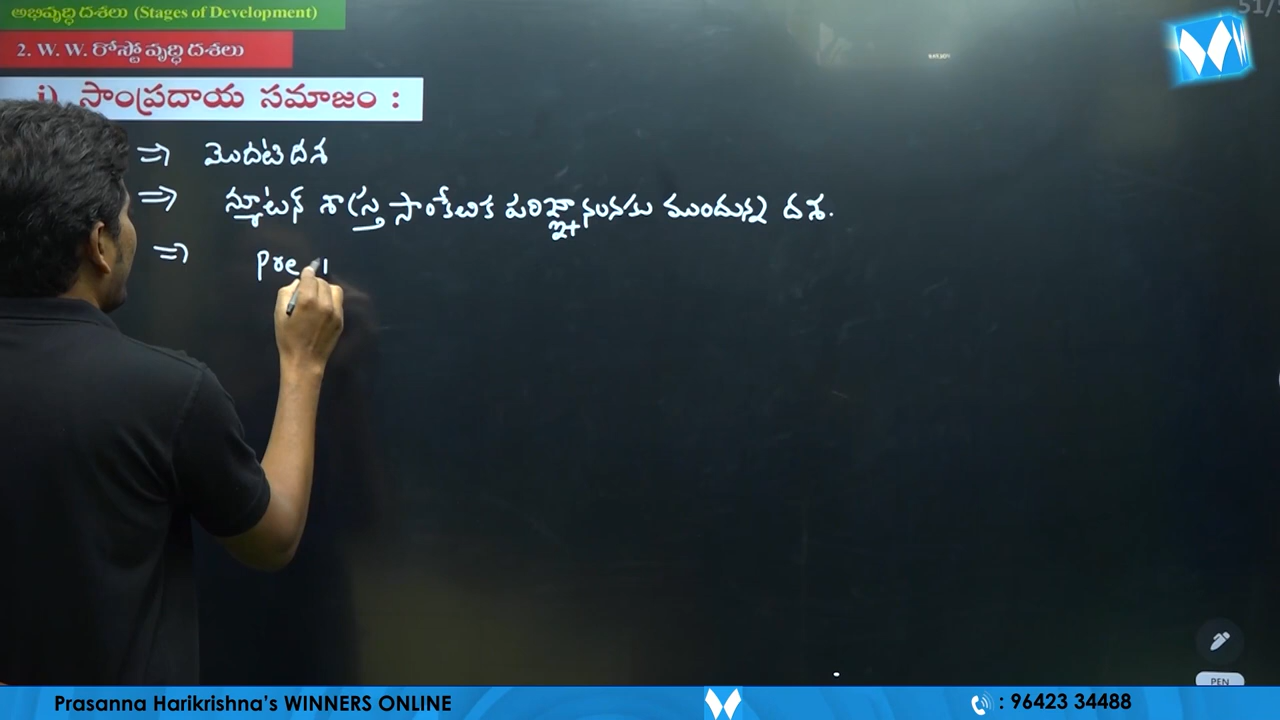 అభివృద్ధి దశలు (Stages of Development)
2. W. W. రోస్టో వృద్ధి దశలు
i) సాంప్రదాయ సమాజం :
⇒ మొదటి దశ
⇒ న్యూటన్ శాస్త్ర సాంకేతిక పరిజ్ఞానంనకు ముందున్న దశ.
⇒ Pre
51/
PEN
Prasanna Harikrishna's WINNERS ONLINE
: 96423 34488